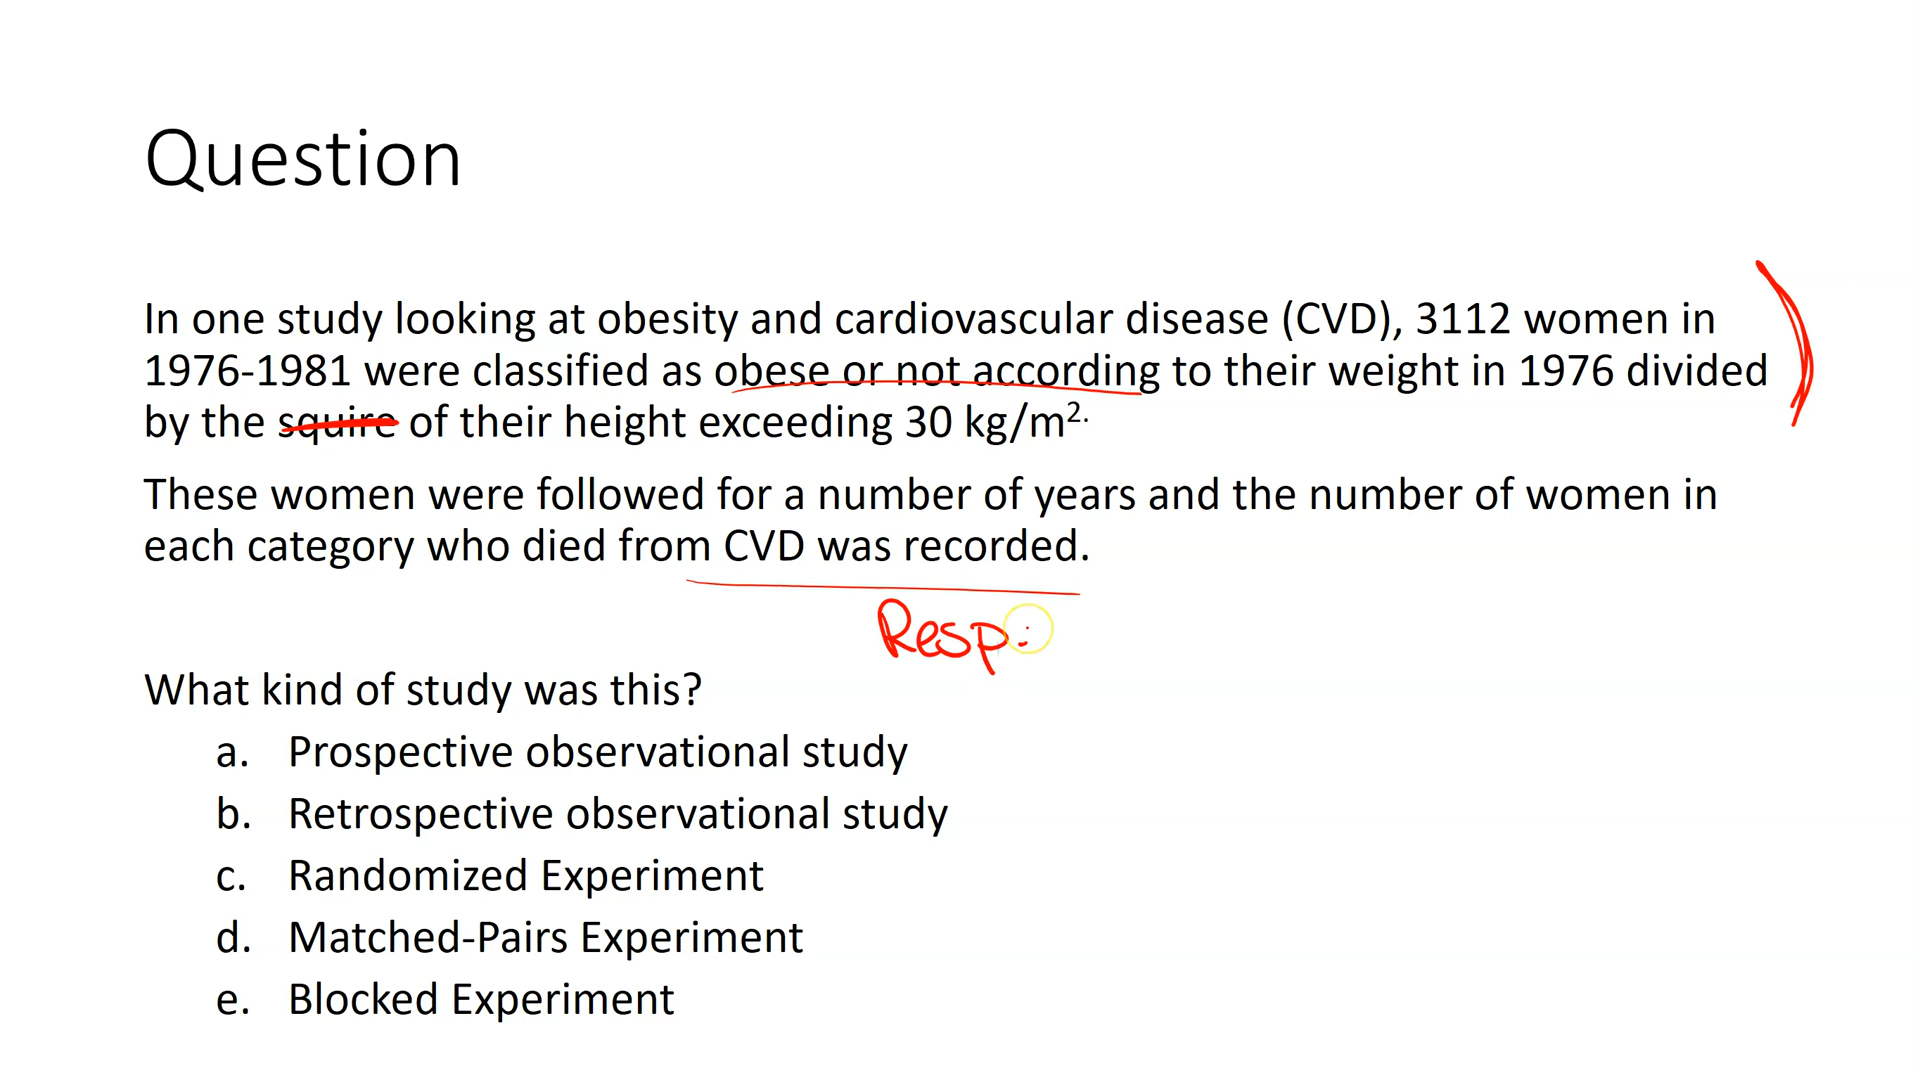 Question
In one study looking at obesity and cardiovascular disease (CVD), 3112 women in
1976-1981 were classified as obese or not according to their weight in 1976 divided
by the squire of their height exceeding 30 kg/m².
These women were followed for a number of years and the number of women in
each category who died from CVD was recorded.
Resp
What kind of study was this?
a. Prospective observational study
b. Retrospective observational study
c. Randomized Experiment
d. Matched-Pairs Experiment
e. Blocked Experiment